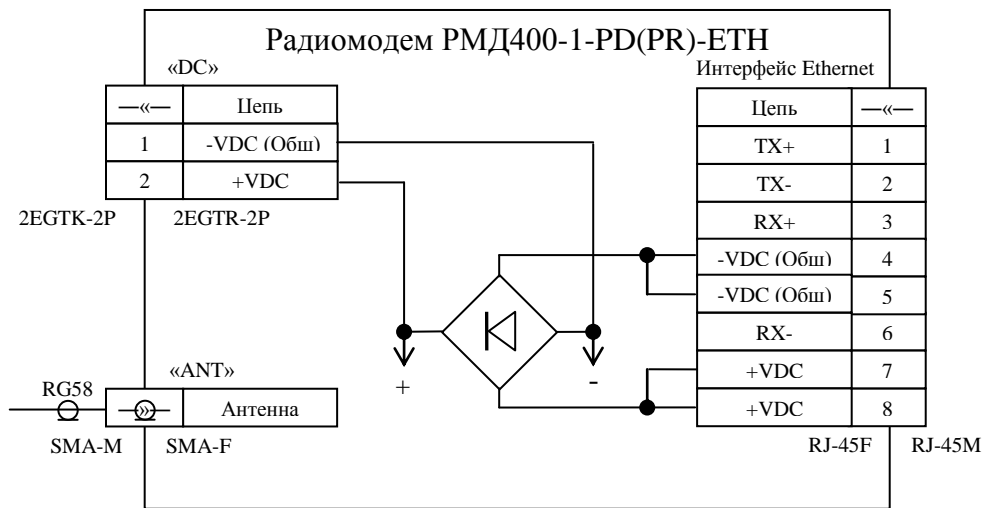 Радиомодем РМД400-1-PD(PR)-ETH
«DC»
—«— Цепь
1 -VDC (Общ)
2 +VDC
2EGTK-2P 2EGTR-2P
Интерфейс Ethernet
Цепь —«—
TX+ 1
TX- 2
RX+ 3
-VDC (Общ) 4
-VDC (Общ) 5
RX- 6
+VDC 7
+VDC 8
RJ-45F RJ-45M
+ -
«ANT»
RG58
—»— Антенна
SMA-M SMA-F